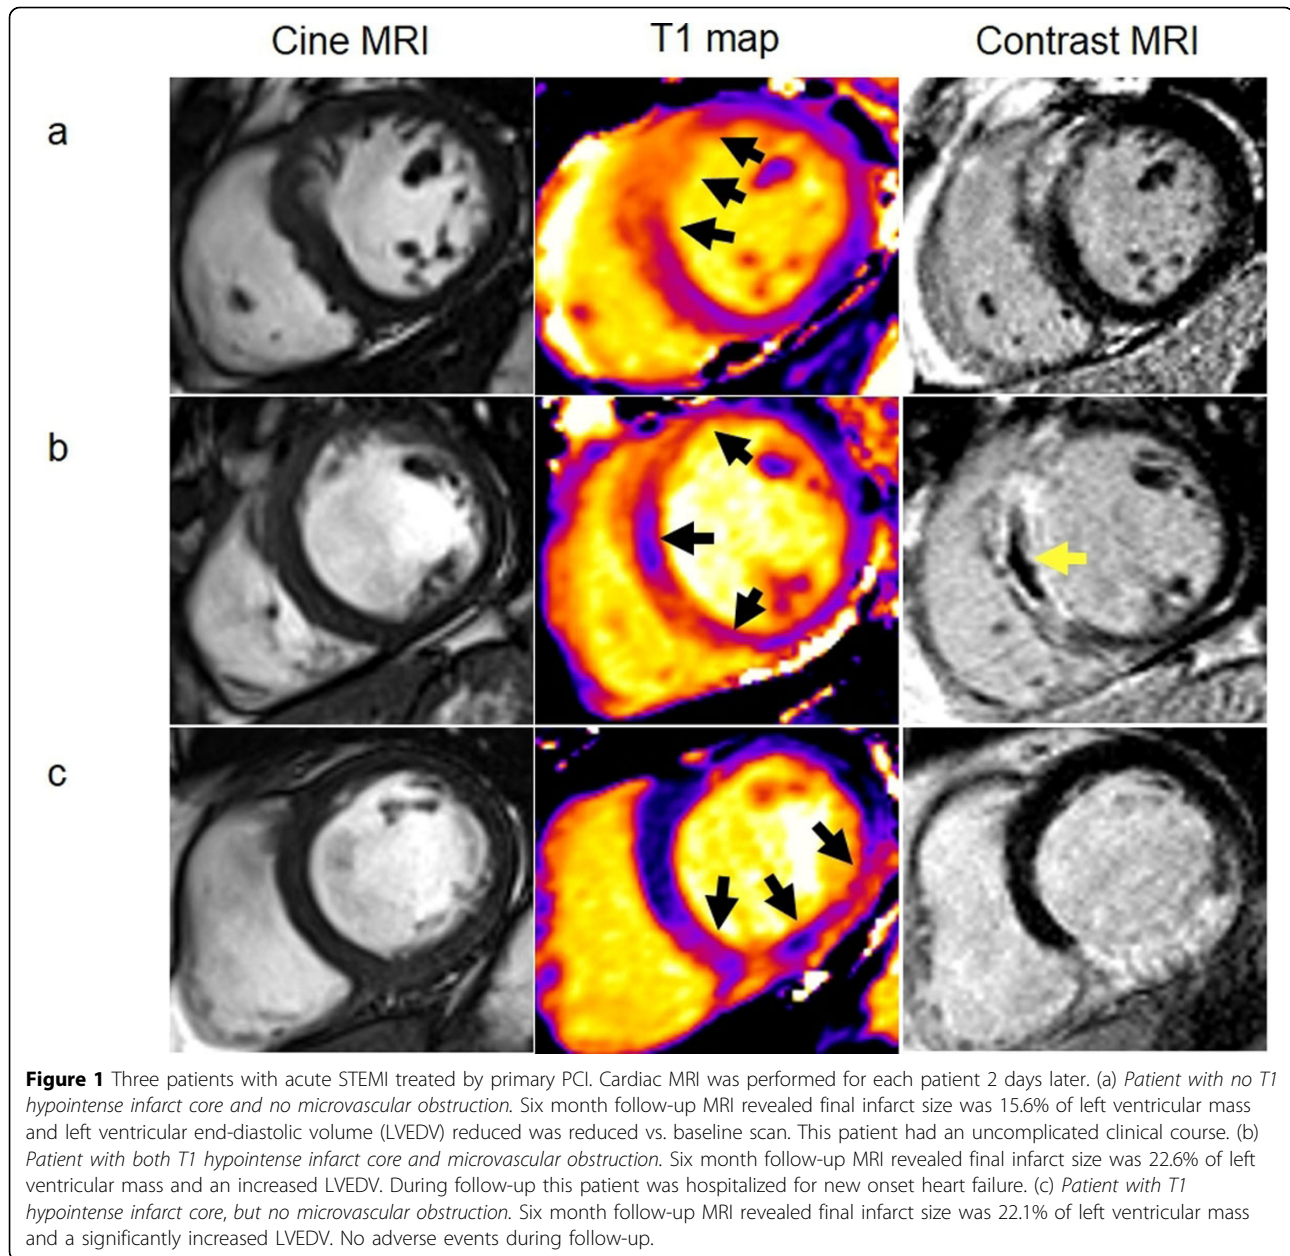 Cine MRI T1 map Contrast MRI
a
b
c
Figure 1 Three patients with acute STEMI treated by primary PCI. Cardiac MRI was performed for each patient 2 days later. (a) Patient with no T1
hypointense infarct core and no microvascular obstruction. Six month follow-up MRI revealed final infarct size was 15.6% of left ventricular mass
and left ventricular end-diastolic volume (LVEDV) reduced was reduced vs. baseline scan. This patient had an uncomplicated clinical course. (b)
Patient with both T1 hypointense infarct core and microvascular obstruction. Six month follow-up MRI revealed final infarct size was 22.6% of left
ventricular mass and an increased LVEDV. During follow-up this patient was hospitalized for new onset heart failure. (c) Patient with T1
hypointense infarct core, but no microvascular obstruction. Six month follow-up MRI revealed final infarct size was 22.1% of left ventricular mass
and a significantly increased LVEDV. No adverse events during follow-up.